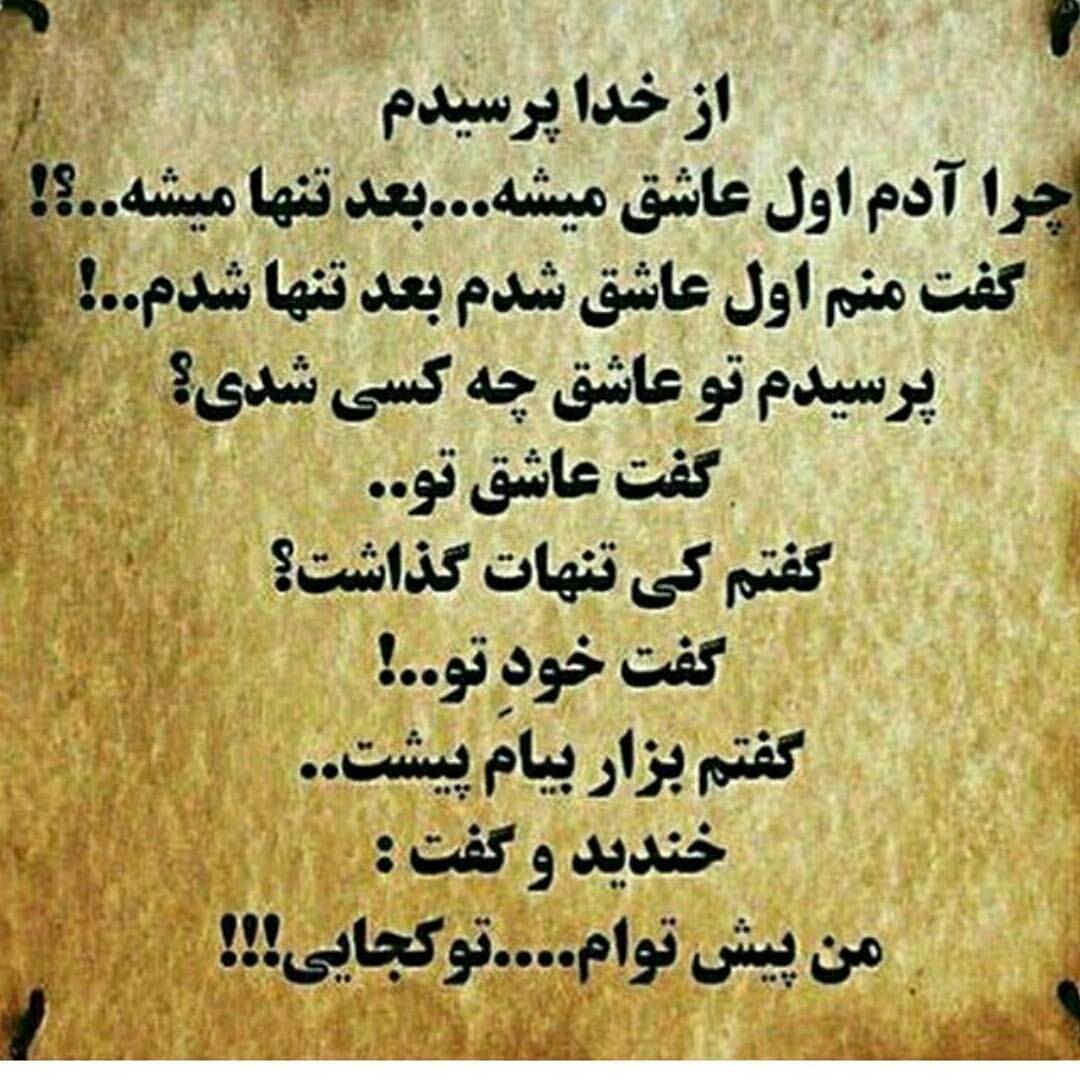 از خدا پرسیدم
چرا آدم اول عاشق میشه...بعد تنها میشه..؟!
گفت منم اول عاشق شدم بعد تنها شدم..!
پرسیدم تو عاشق چه کسی شدی؟
گفت عاشق تو..
گفتم کی تنهات گذاشت؟
گفت خودِ تو..!
گفتم بزار بیام پیشت..
خندید و گفت :
من پیش توام....توکجایی!!!